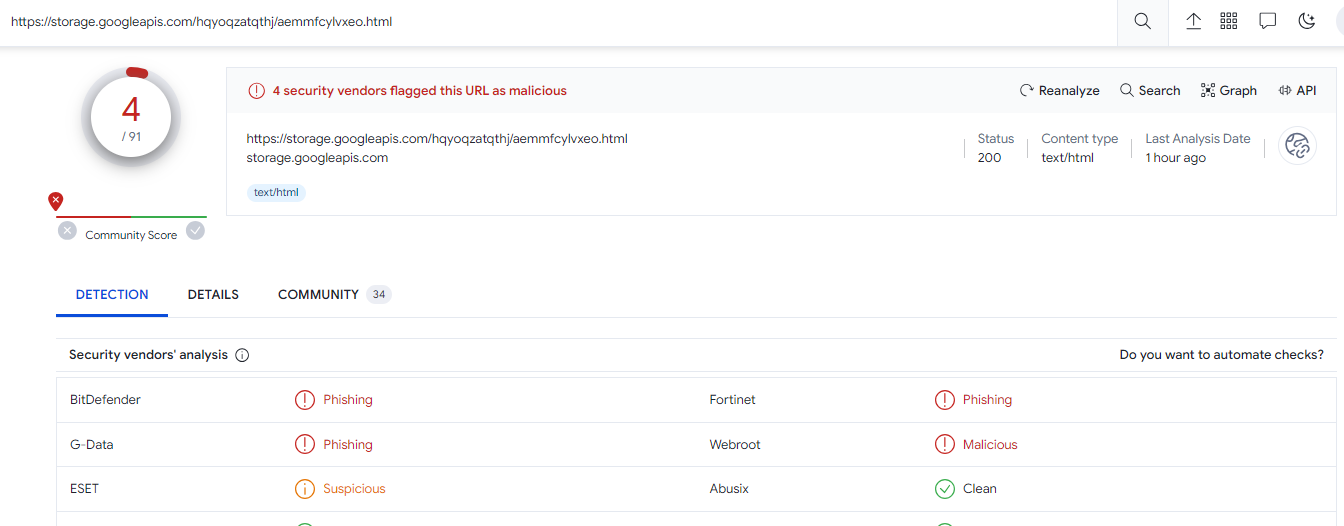 https://storage.googleapis.com/hqyoqzatqthj/aemmfcylvxeo.html
4
/ 91
Community Score
4 security vendors flagged this URL as malicious
Reanalyze Search Graph API
https://storage.googleapis.com/hqyoqzatqthj/aemmfcylvxeo.html
storage.googleapis.com
text/html
Status
200
Content type
text/html
Last Analysis Date
1 hour ago
DETECTION DETAILS COMMUNITY 34
Security vendors' analysis Do you want to automate checks?
BitDefender Phishing Fortinet Phishing
G-Data Phishing Webroot Malicious
ESET Suspicious Abusix Clean